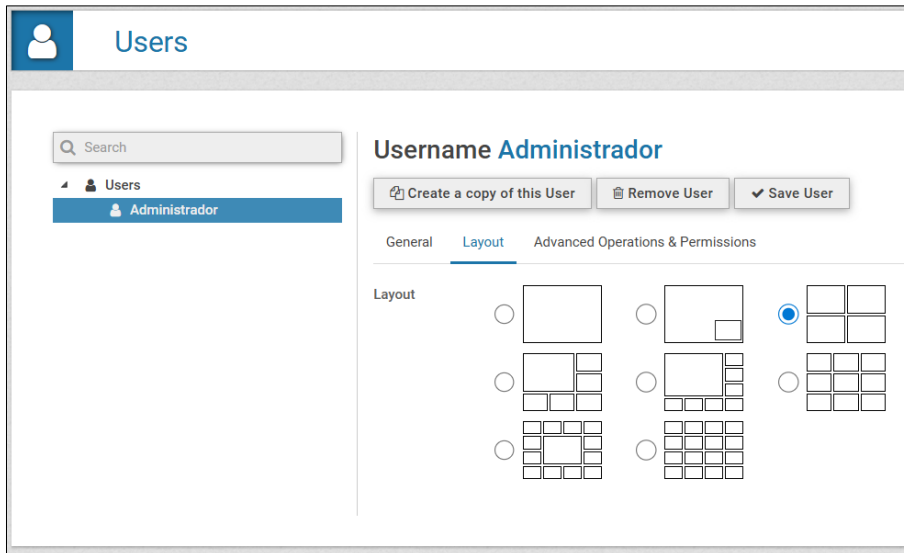 Users
Search
Users
Administrador
Username Administrador
Create a copy of this User Remove User Save User
General Layout Advanced Operations & Permissions
Layout